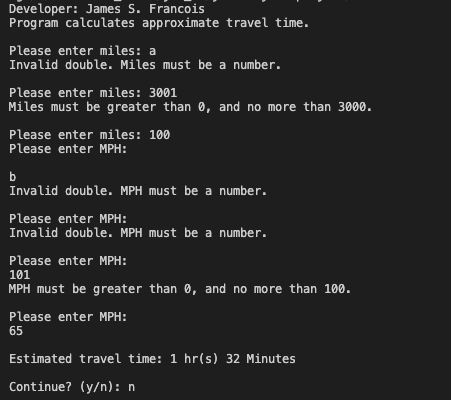 Developer: James S. Francois
Program calculates approximate travel time.
Please enter miles: a
Invalid double. Miles must be a number.
Please enter miles: 3001
Miles must be greater than 0, and no more than 3000.
Please enter miles: 100
Please enter MPH:
b
Invalid double. MPH must be a number.
Please enter MPH:
Invalid double. MPH must be a number.
Please enter MPH:
101
MPH must be greater than 0, and no more than 100.
Please enter MPH:
65
Estimated travel time: 1 hr(s) 32 Minutes
Continue? (y/n): n